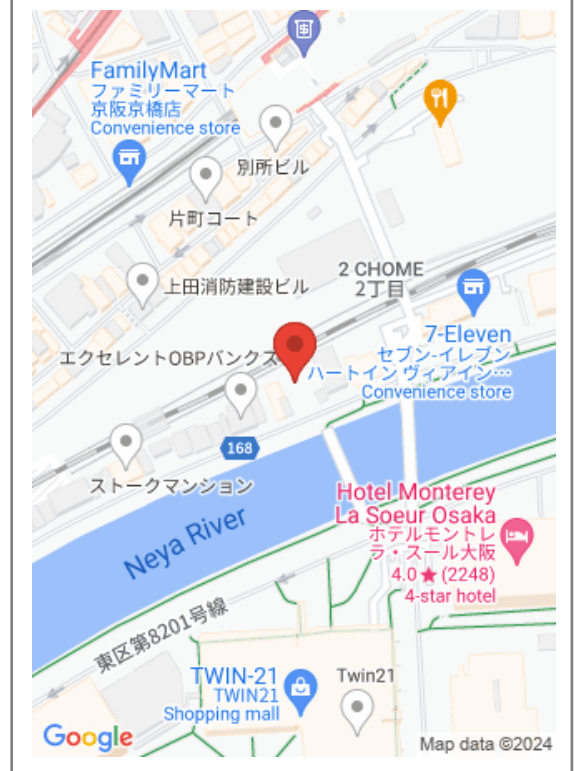 FamilyMart
ファミリーマート
京阪京橋店
Convenience store
別所ビル
片町コート
2 CHOME
2丁目
上田消防建設ビル
7-Eleven
セブン-イレブン
ハートイン ヴィアイン…
Convenience store
エクセレントOBPバンクス
168
ストークマンション
Neya River
Hotel Monterey
La Soeur Osaka
ホテルモントレ
ラ・スール大阪
4.0★(2248)
4-star hotel
東区第8201号線
TWIN-21
TWIN21
Shopping mall
Twin21
Google
Map data ©2024